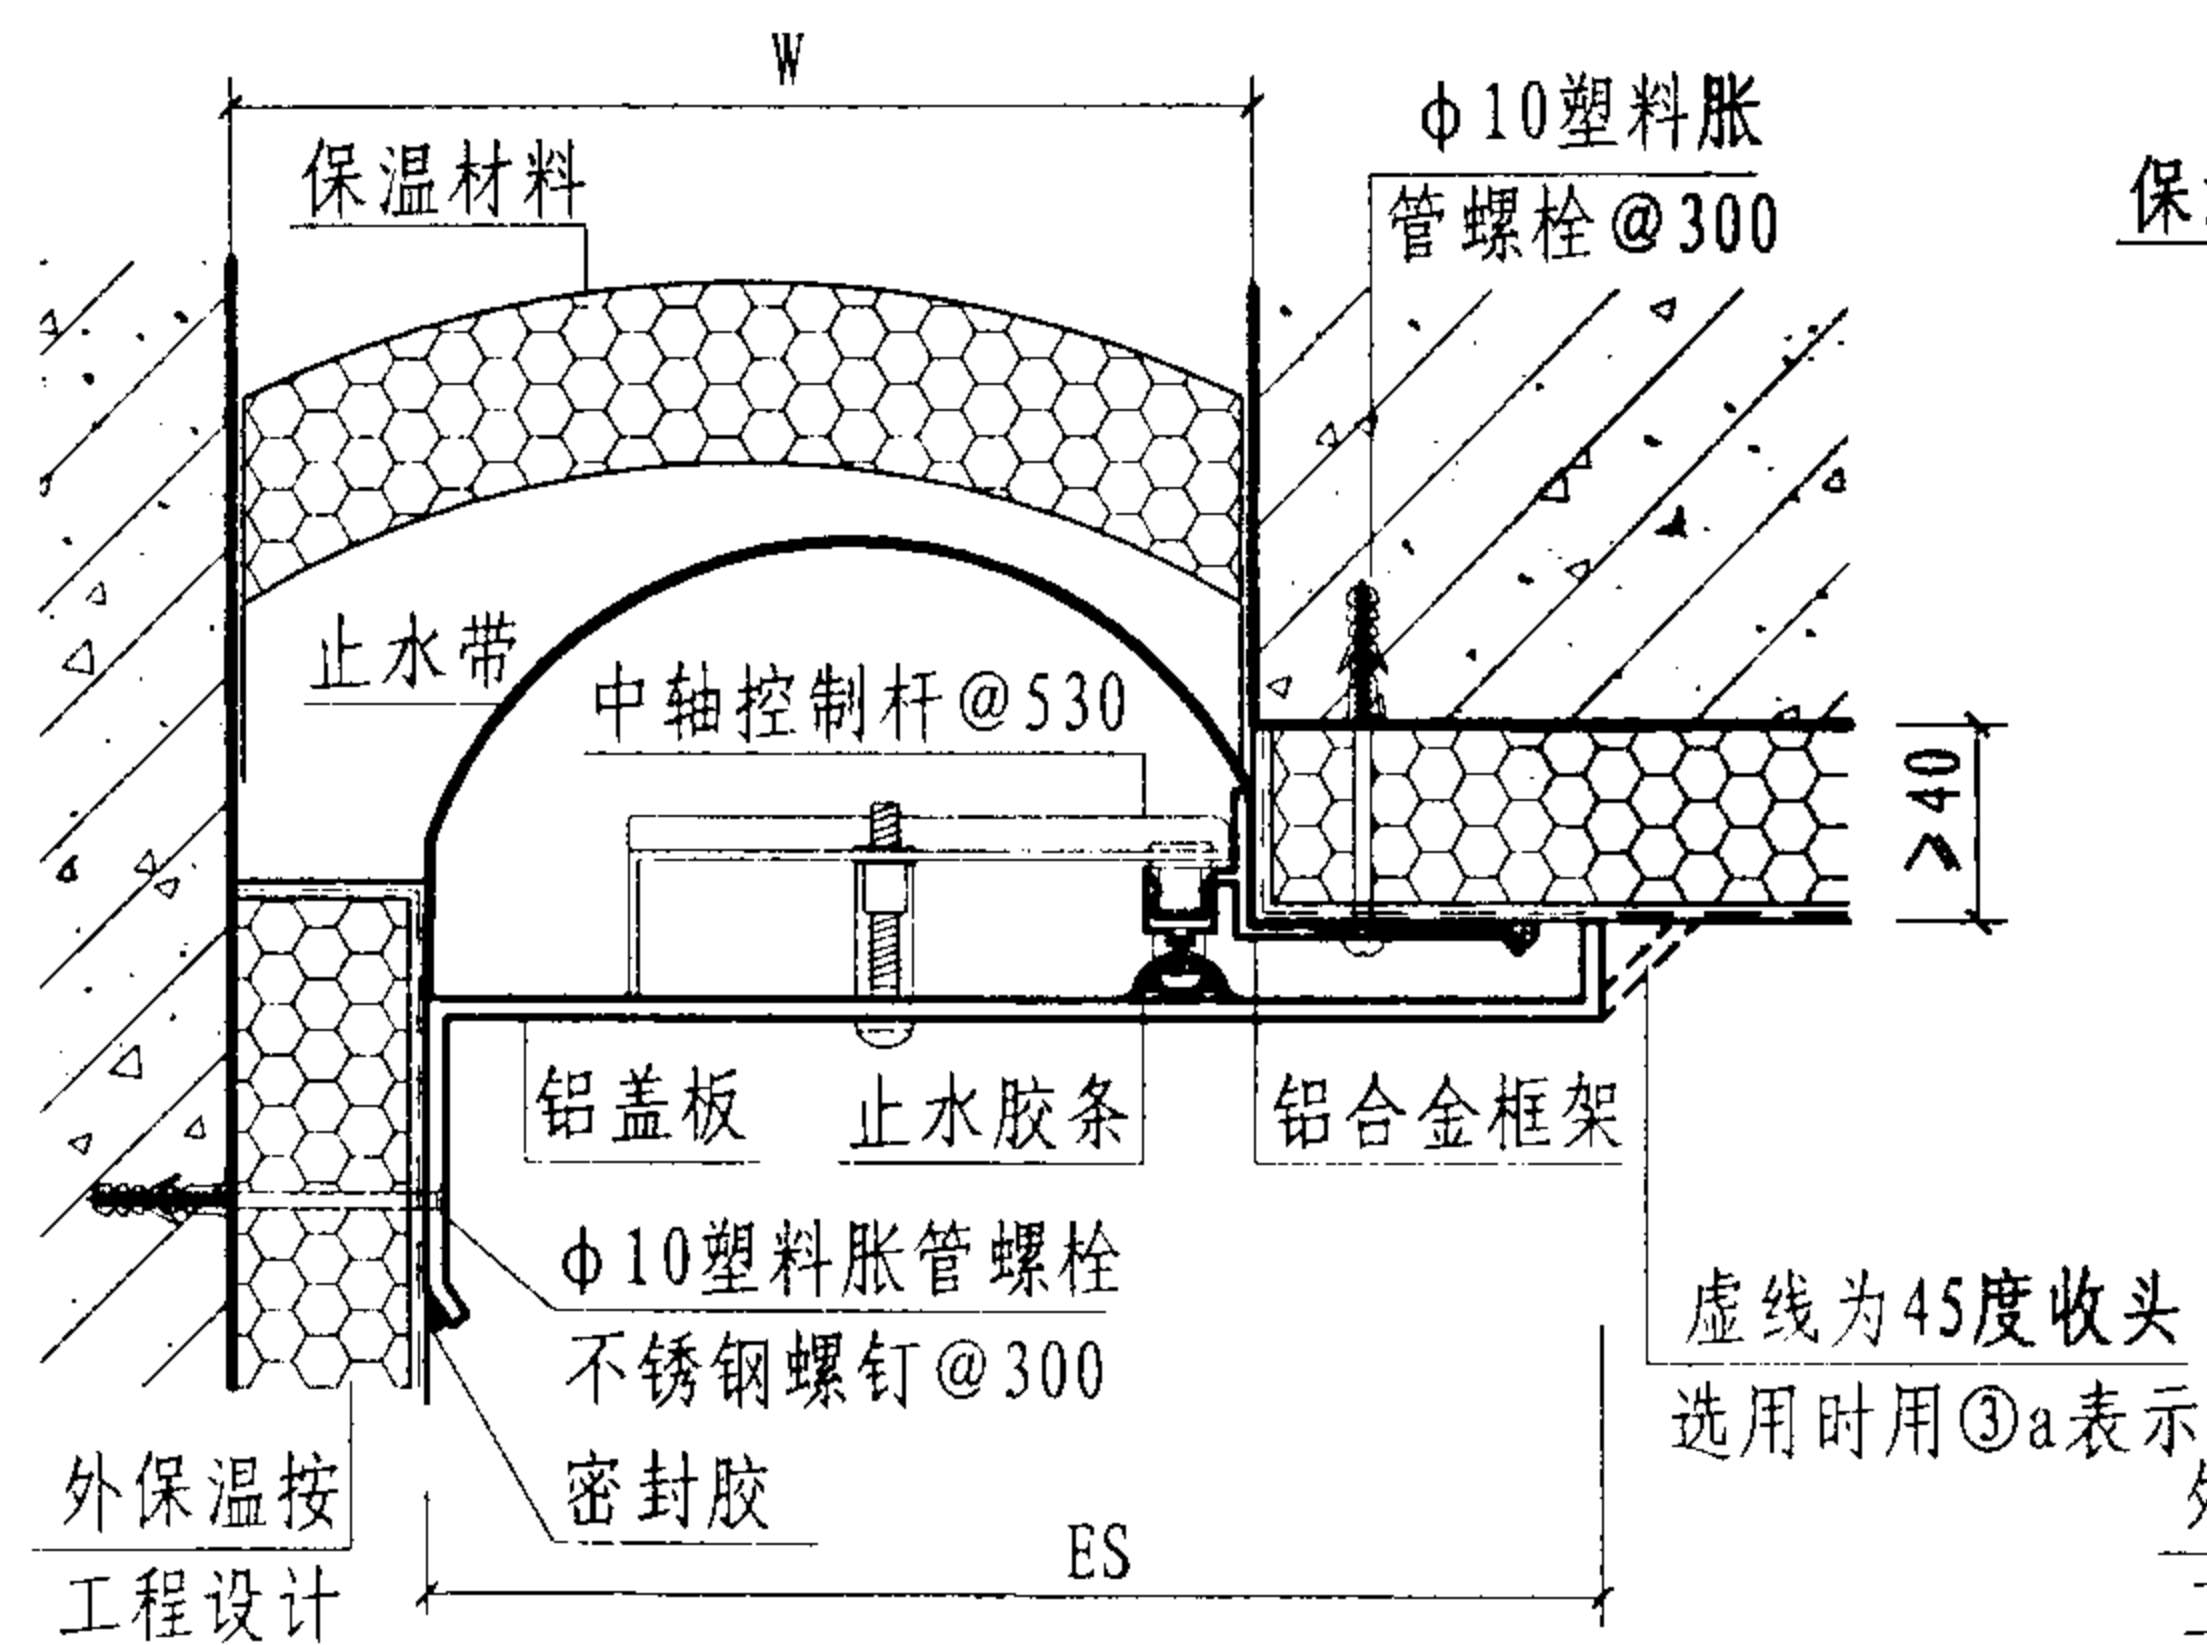 W
φ10塑料胀
管螺栓@300
保温材料
保
止水带
中轴控制杆@530
≥40
铝盖板
止水胶条
铝合金框架
φ10塑料胀管螺栓
不锈钢螺钉@300
密封胶
虚线为45度收头
选用时用③a表示
外保温按
工程设计
ES